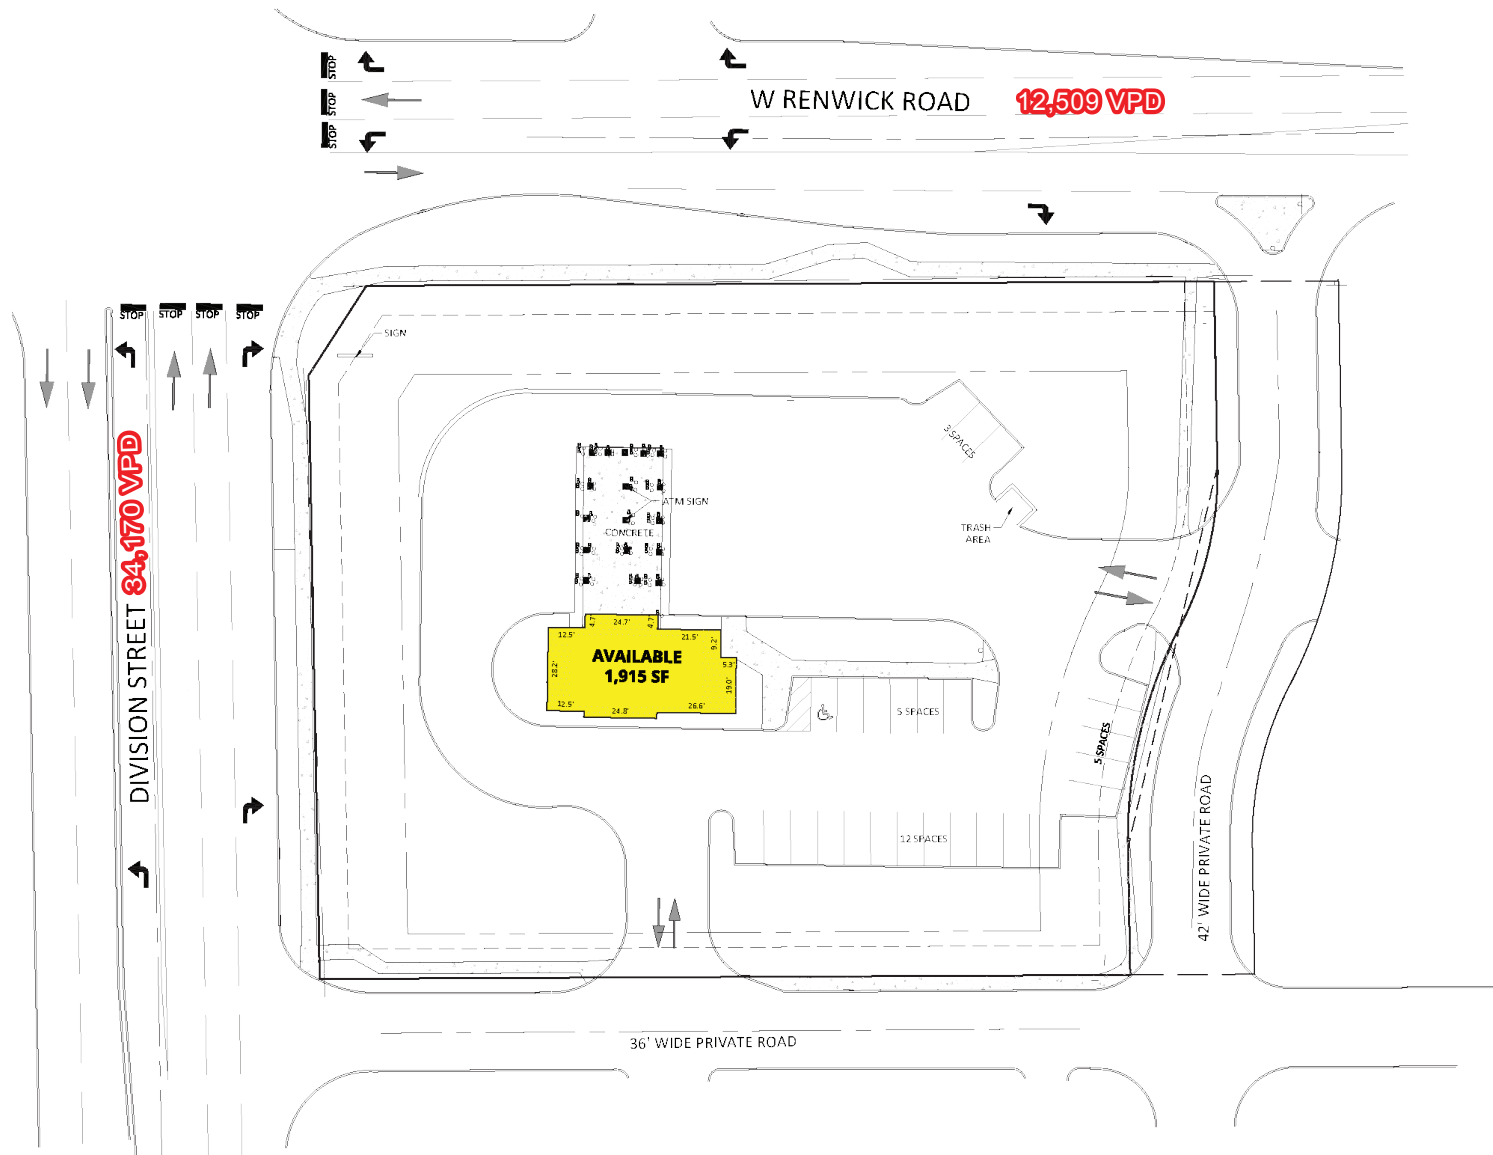 STOP
STOP
STOP
W RENWICK ROAD 12,509 VPD
STOP STOP STOP STOP
SIGN
3 SPACES
ATM SIGN
CONCRETE
TRASH
AREA
DIVISION STREET 34,170 VPD
4.7' 24.7' 4.7'
12.5' 21.5' 9.2'
AVAILABLE
1,915 SF
28.2' 5.3'
19.0'
12.5' 24.8' 26.6'
5 SPACES
5 SPACES
12 SPACES
42' WIDE PRIVATE ROAD
36' WIDE PRIVATE ROAD